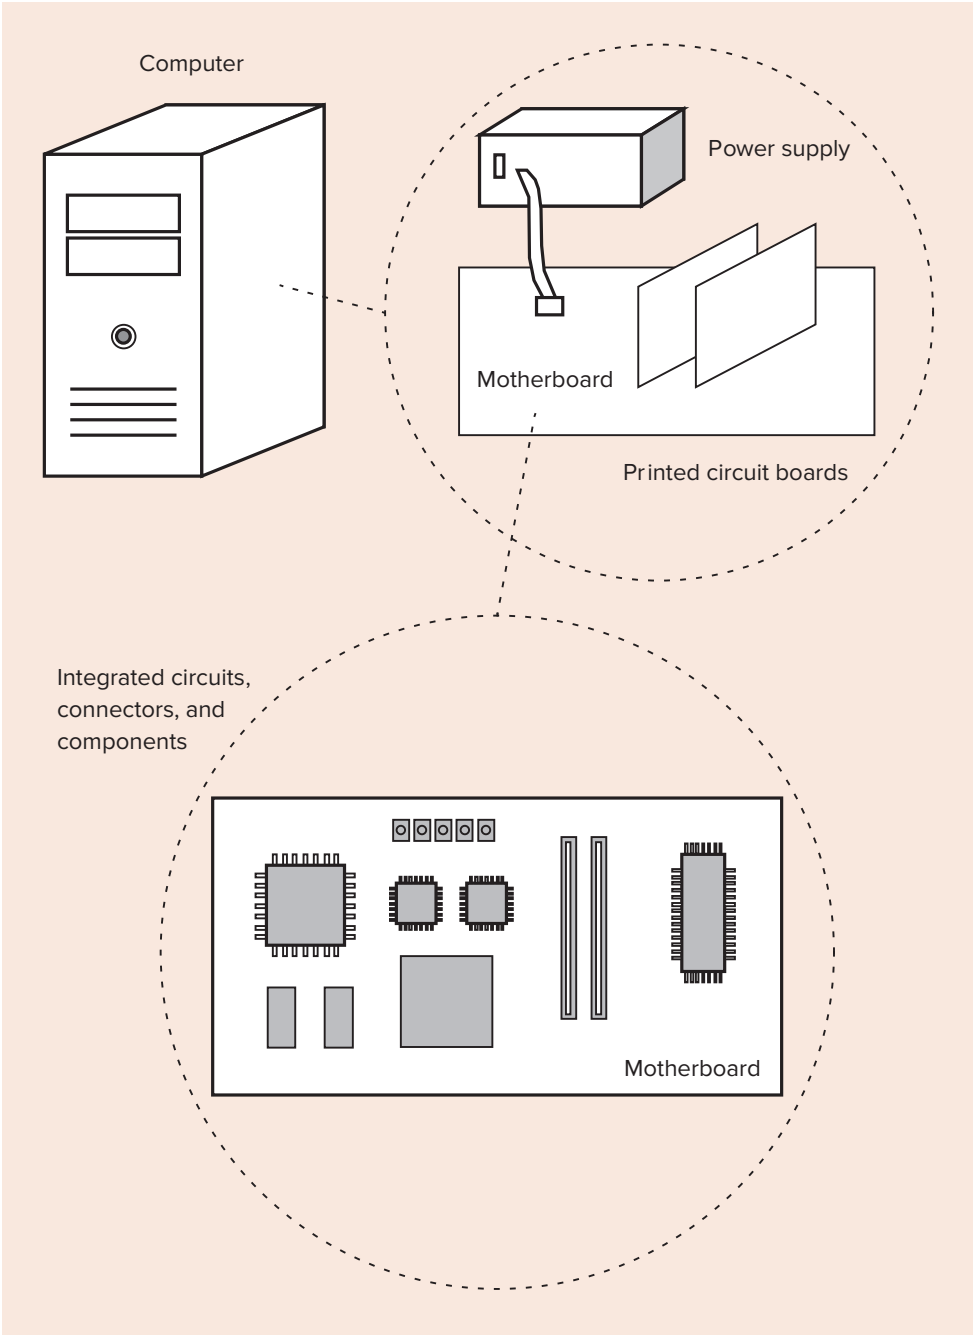 Computer
Power supply
Motherboard
Printed circuit boards
Integrated circuits,
connectors, and
components
Motherboard